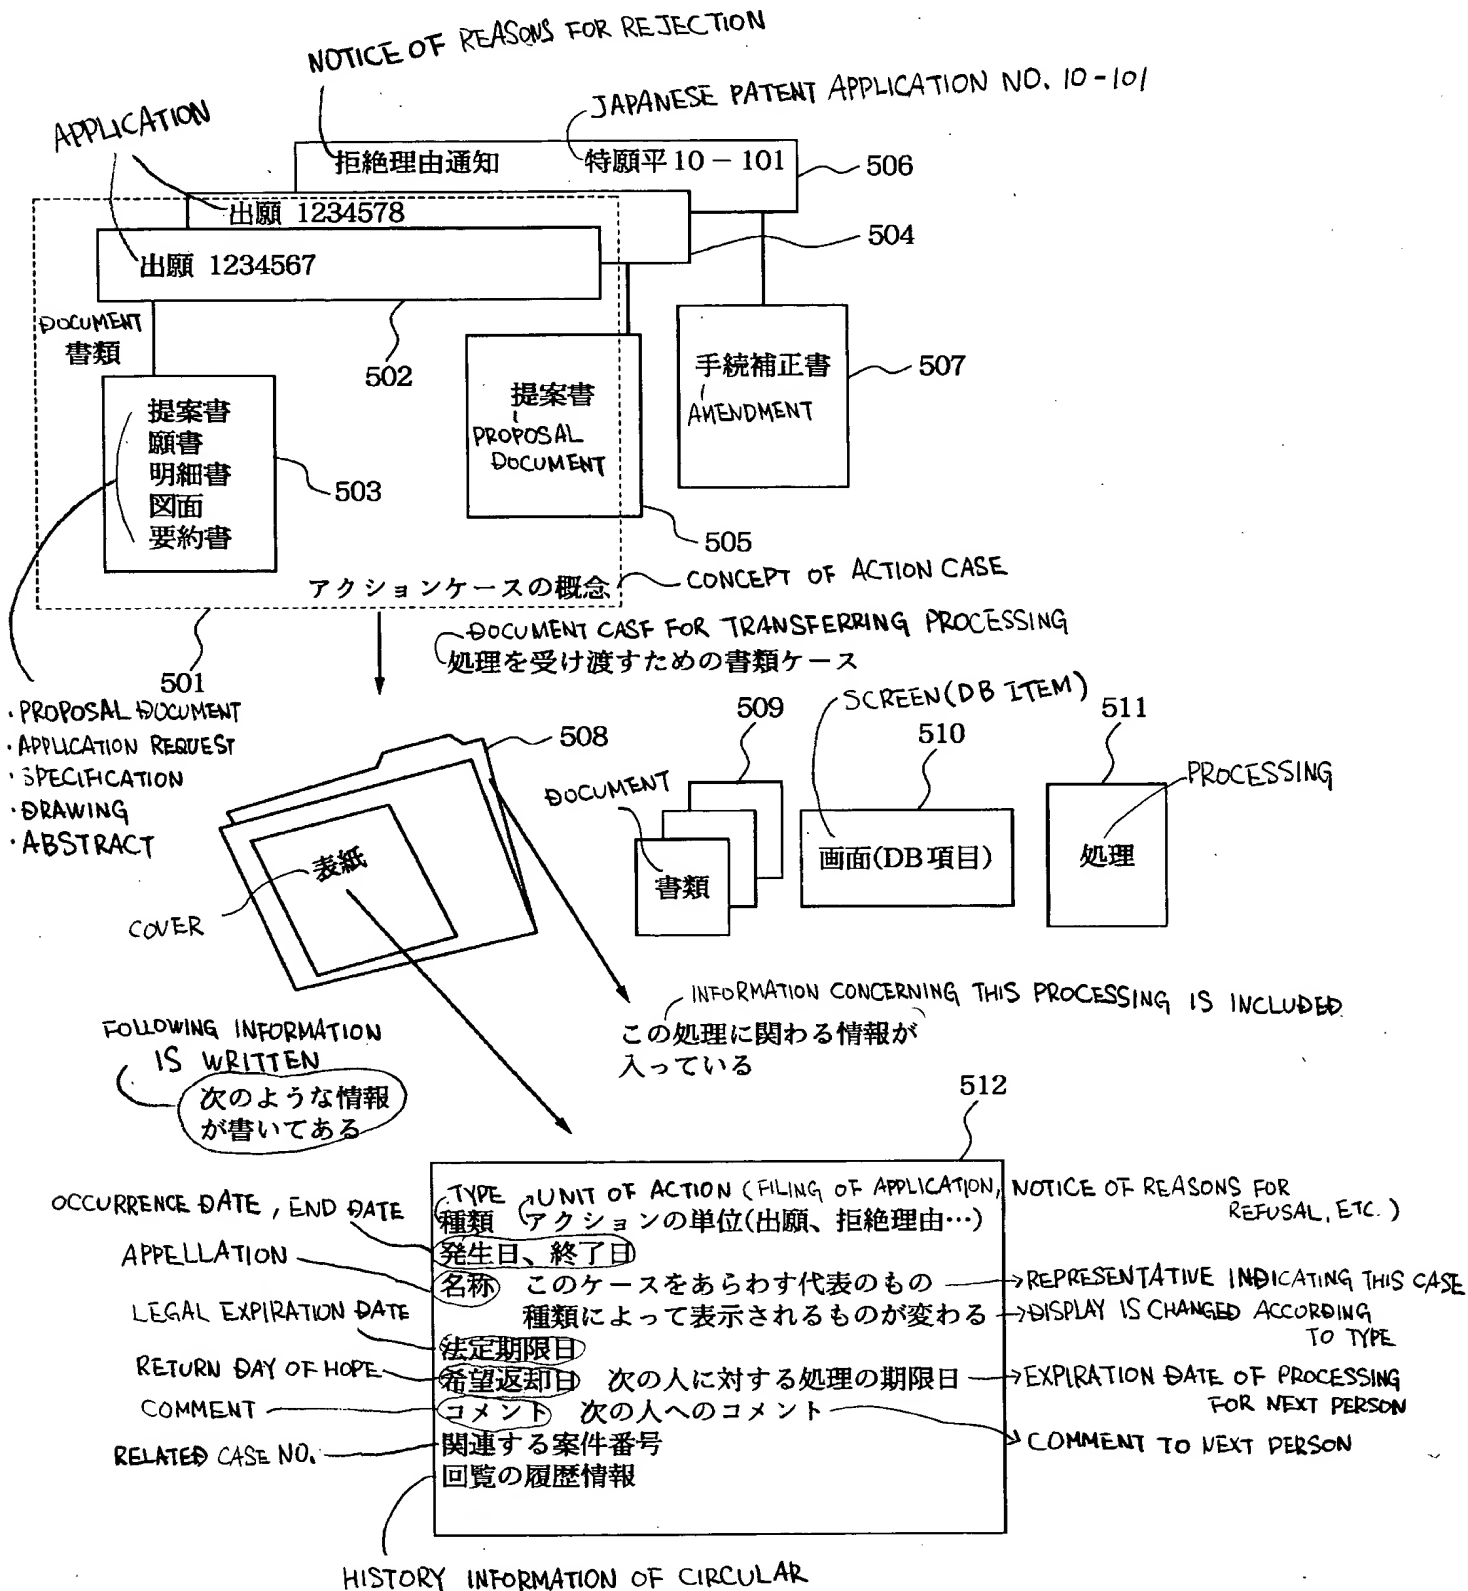 NOTICE OF REASONS FOR REJECTION
JAPANESE PATENT APPLICATION NO. 10-101
APPLICATION
拒絶理由通知 特願平10－101
506
出願 1234578
504
出願 1234567
DOCUMENT
書類
502
手続補正書
507
AMENDMENT
提案書
PROPOSAL
DOCUMENT
提案書
願書
明細書
図面
要約書
503
505
アクションケースの概念
CONCEPT OF ACTION CASE
DOCUMENT CASE FOR TRANSFERRING PROCESSING
処理を受け渡すための書類ケース
501
・PROPOSAL DOCUMENT
・APPLICATION REQUEST
・SPECIFICATION
・DRAWING
・ABSTRACT
508
509
SCREEN(DB ITEM)
510
511
PROCESSING
DOCUMENT
書類
画面(DB項目)
処理
表紙
COVER
INFORMATION CONCERNING THIS PROCESSING IS INCLUDED
この処理に関わる情報が
入っている
FOLLOWING INFORMATION
IS WRITTEN
次のような情報
が書いてある
512
TYPE UNIT OF ACTION (FILING OF APPLICATION, NOTICE OF REASONS FOR
REFUSAL, ETC.)
種類 アクションの単位(出願、拒絶理由…)
OCCURRENCE DATE, END DATE
発生日、終了日
APPELLATION
名称 このケースをあらわす代表のもの
REPRESENTATIVE INDICATING THIS CASE
種類によって表示されるものが変わる
DISPLAY IS CHANGED ACCORDING
TO TYPE
LEGAL EXPIRATION DATE
法定期限日
RETURN DAY OF HOPE
希望返却日 次の人に対する処理の期限日
EXPIRATION DATE OF PROCESSING
FOR NEXT PERSON
COMMENT
コメント 次の人へのコメント
COMMENT TO NEXT PERSON
RELATED CASE NO.
関連する案件番号
回覧の履歴情報
HISTORY INFORMATION OF CIRCULAR